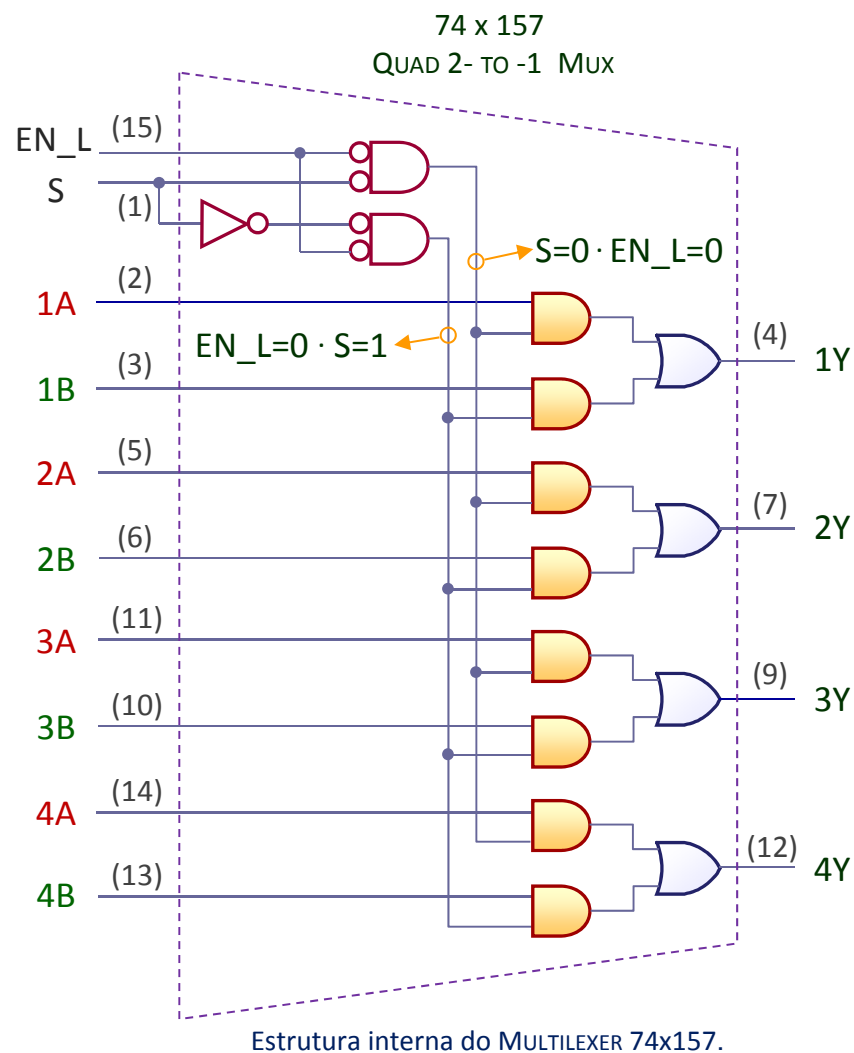 74 x 157
QUAD 2- TO -1 MUX
EN_L (15)
S
(1)
S=0 · EN_L=0
1A (2)
EN_L=0 · S=1
(4) 1Y
1B (3)
2A (5)
(7) 2Y
2B (6)
3A (11)
(9) 3Y
3B (10)
4A (14)
(12) 4Y
4B (13)
Estrutura interna do MULTILEXER 74x157.